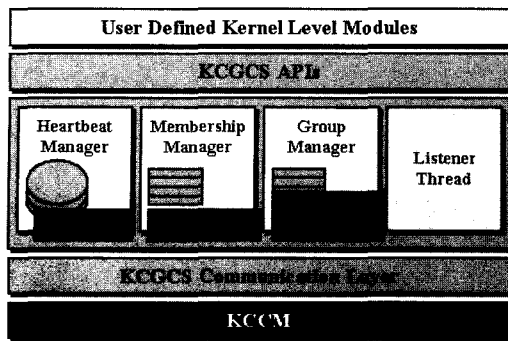 User Defined Kernel Level Modules
KCGCS APIs
Heartbeat
Manager
Membership
Manager
Group
Manager
Listener
Thread
KCGCS Communication Layer
KCCM